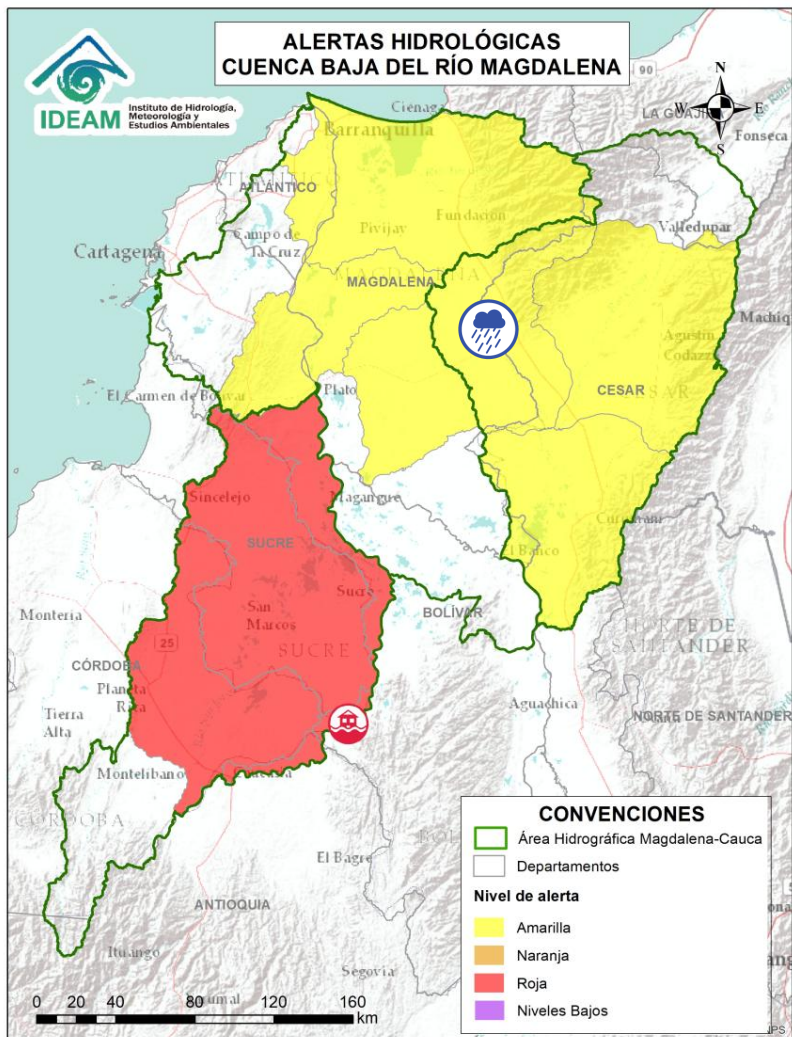 ALERTAS HIDROLÓGICAS
CUENCA BAJA DEL RÍO MAGDALENA
IDEAM
Instituto de Hidrología,
Meteorología y
Estudios Ambientales
N
W
E
S
90
Cienaga
LA GUAJIRA
Fonseca
Barranquilla
ATLÁNTICO
Valledupar
Pivijay
Fundación
Cartagena
Campo de
la Cruz
MAGDALENA
Agustín
Codazzi
CESAR
El Carmen de Bolívar
Plato
Sincelejo
Magangue
SUCRE
El Banco
Sucre
San
Marcos
SUCRE
BOLÍVAR
NORTE DE
SANTANDER
Montería
25
CÓRDOBA
Planeta
Rica
Tierra
Alta
Aguachica
NORTE DE SANTANDER
Montelibano
CÓRDOBA
El Bagre
ANTIOQUIA
Ituango
Segovia
0 20 40 80 120 160
km
CONVENCIONES
Área Hidrográfica Magdalena-Cauca
Departamentos
Nivel de alerta
Amarilla
Naranja
Roja
Niveles Bajos